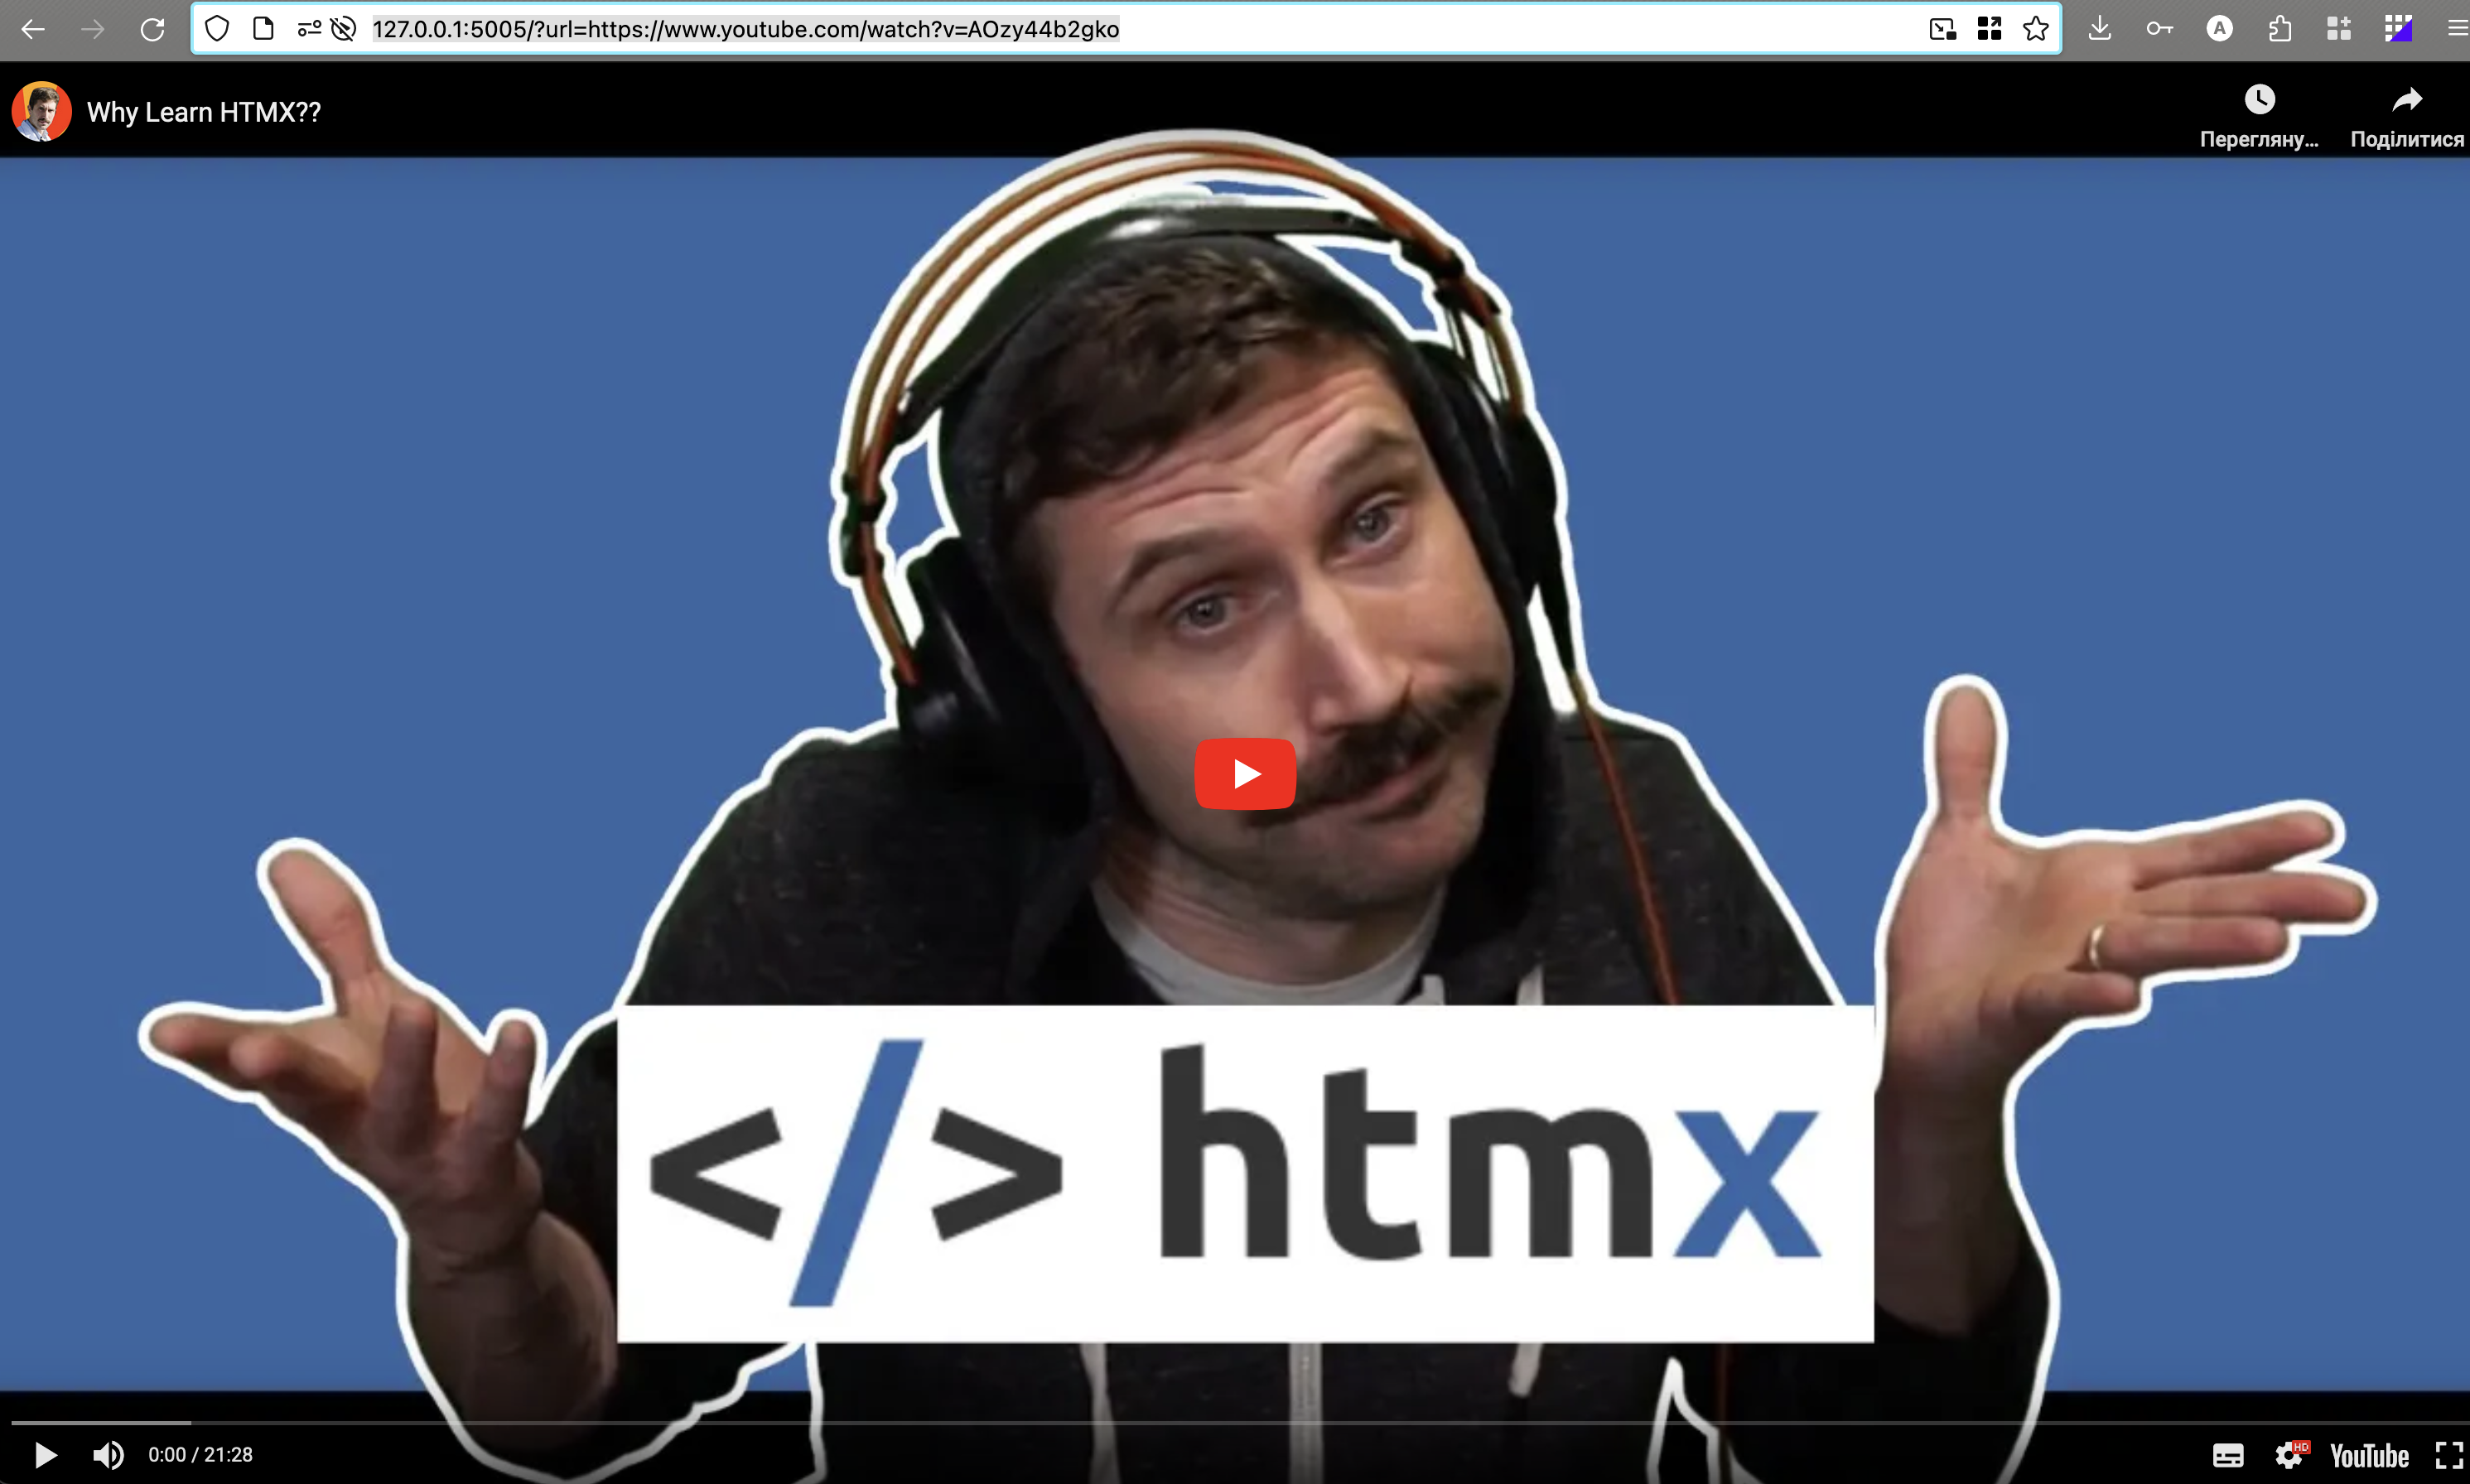 127.0.0.1:5005/?url=https://www.youtube.com/watch?v=AOzy44b2gko
A
Why Learn HTMX??
Перегляну...
Поділитися
</> htmx
0:00 / 21:28
HD
YouTube